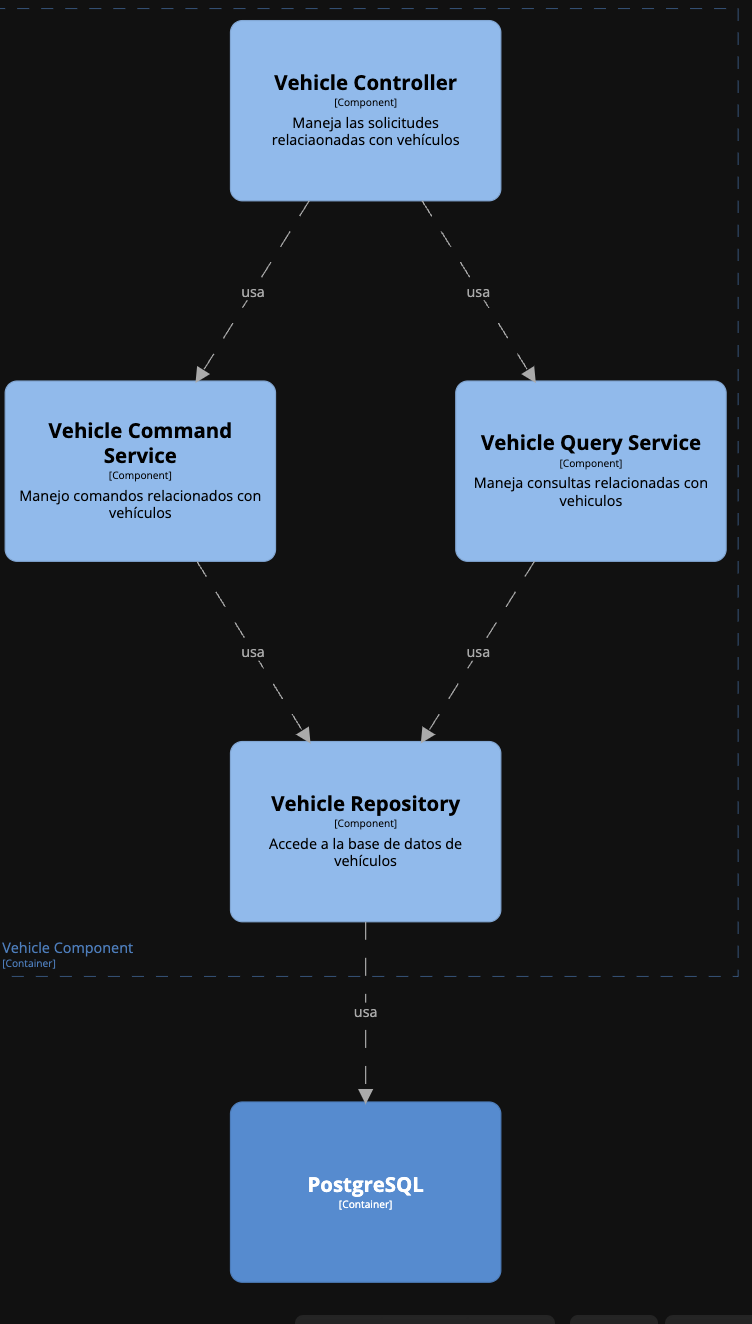 Vehicle Controller
[Component]
Maneja las solicitudes
relaciaonadas con vehículos
usa
usa
Vehicle Command
Service
[Component]
Manejo comandos relacionados con
vehículos
Vehicle Query Service
[Component]
Maneja consultas relacionadas con
vehiculos
usa
usa
Vehicle Repository
[Component]
Accede a la base de datos de
vehículos
Vehicle Component
[Container]
usa
PostgreSQL
[Container]